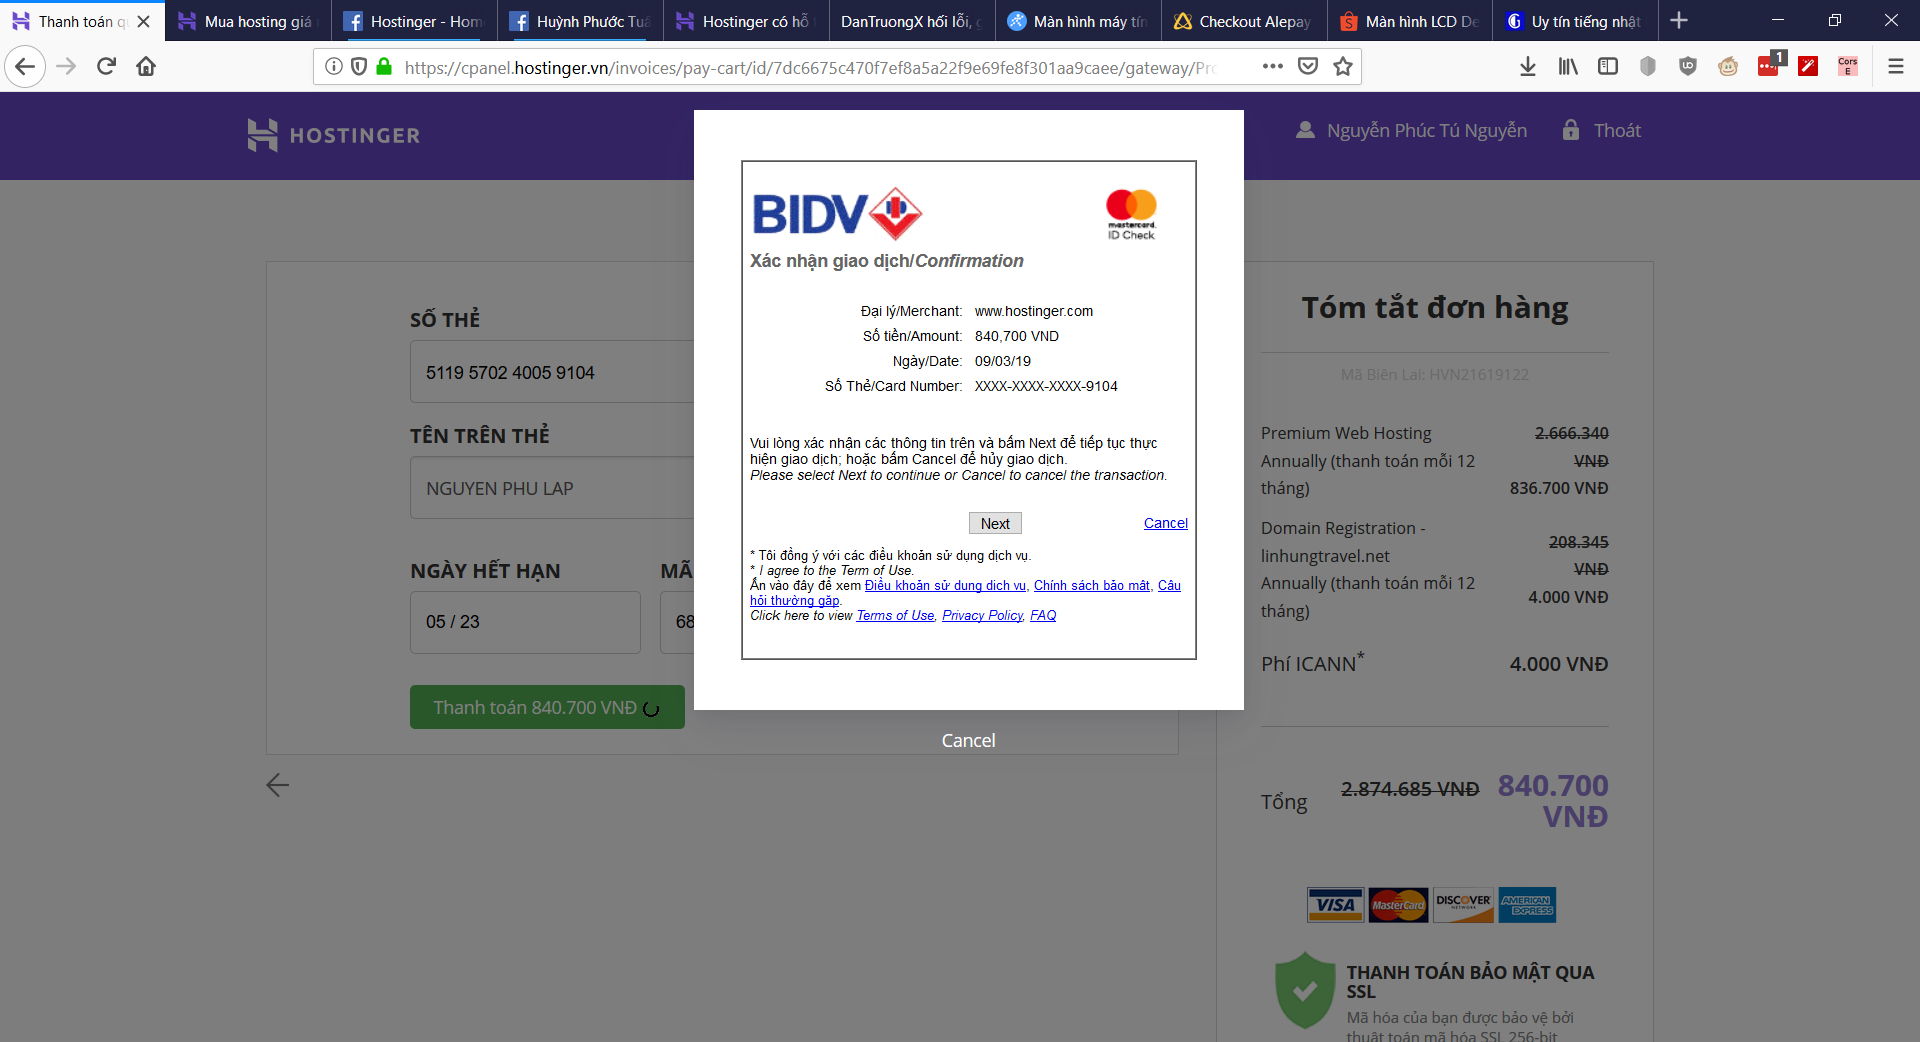 Thanh toán q
Mua hosting giá
Hostinger - Hom
Huỳnh Phước Tuấ
Hostinger có hỗ
DanTruongX hối lỗi,
Màn hình máy tín
Checkout Alepay
Màn hình LCD De
Uy tín tiếng nhật
https://cpanel.hostinger.vn/invoices/pay-cart/id/7dc6675c470f7ef8a5a22f9e69fe8f301aa9caee/gateway/Pr
1
Cors
E
HOSTINGER
Nguyễn Phúc Tú Nguyễn
Thoát
SỐ THẺ
5119 5702 4005 9104
TÊN TRÊN THẺ
NGUYEN PHU LAP
NGÀY HẾT HẠN
MÃ
05 / 23
68
Thanh toán 840.700 VNĐ
BIDV
mastercard.
ID Check
Xác nhận giao dịch/Confirmation
Đại lý/Merchant: www.hostinger.com
Số tiền/Amount: 840,700 VND
Ngày/Date: 09/03/19
Số Thẻ/Card Number: XXXX-XXXX-XXXX-9104
Vui lòng xác nhận các thông tin trên và bấm Next để tiếp tục thực
hiện giao dịch; hoặc bấm Cancel để hủy giao dịch.
Please select Next to continue or Cancel to cancel the transaction.
Next
Cancel
* Tôi đồng ý với các điều khoản sử dụng dịch vụ.
* I agree to the Term of Use.
Ấn vào đây để xem Điều khoản sử dụng dịch vụ, Chính sách bảo mật, Câu
hỏi thường gặp.
Click here to view Terms of Use, Privacy Policy, FAQ
Cancel
Tóm tắt đơn hàng
Mã Biên Lai: HVN21619122
Premium Web Hosting
Annually (thanh toán mỗi 12
tháng)
2.666.340
VNĐ
836.700 VNĐ
Domain Registration -
linhungtravel.net
Annually (thanh toán mỗi 12
tháng)
208.345
VNĐ
4.000 VNĐ
Phí ICANN*
4.000 VNĐ
Tổng
2.874.685 VNĐ
840.700
VNĐ
VISA
MasterCard
DISCOVER
NETWORK
AMERICAN
EXPRESS
THANH TOÁN BẢO MẬT QUA
SSL
Mã hóa của bạn được bảo vệ bởi
thuật toán mã hóa SSL 256-bit